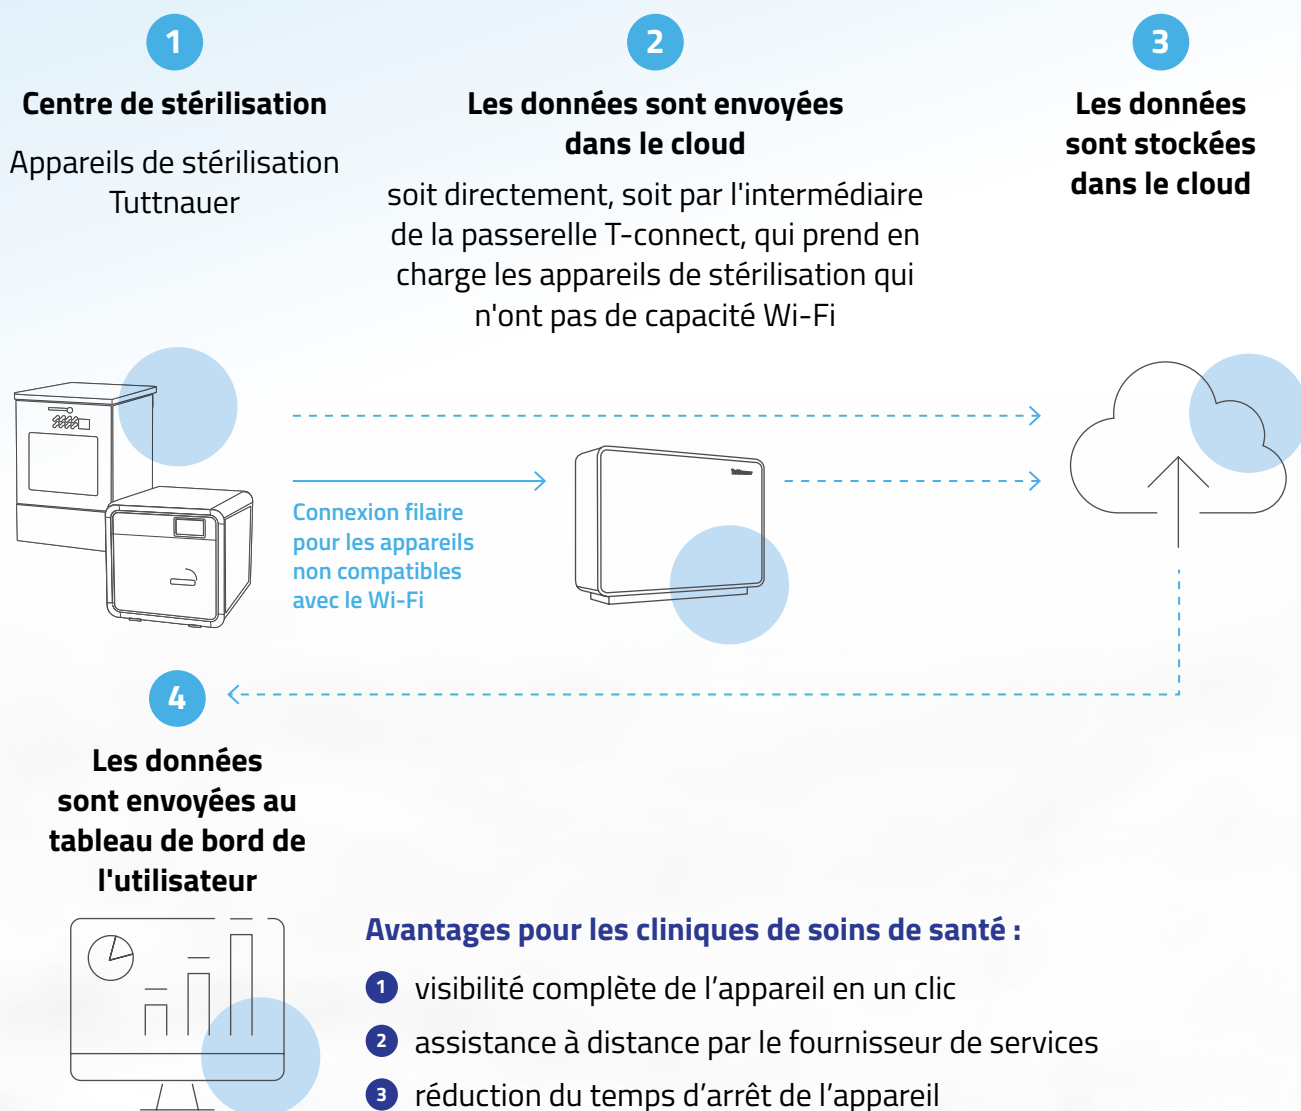 1
Centre de stérilisation
Appareils de stérilisation
Tuttnauer
2
Les données sont envoyées
dans le cloud
soit directement, soit par l'intermédiaire
de la passerelle T-connect, qui prend en
charge les appareils de stérilisation qui
n'ont pas de capacité Wi-Fi
3
Les données
sont stockées
dans le cloud
Connexion filaire
pour les appareils
non compatibles
avec le Wi-Fi
Tuttnauer
4
Les données
sont envoyées au
tableau de bord de
l'utilisateur
Avantages pour les cliniques de soins de santé :
1 visibilité complète de l’appareil en un clic
2 assistance à distance par le fournisseur de services
3 réduction du temps d’arrêt de l’appareil